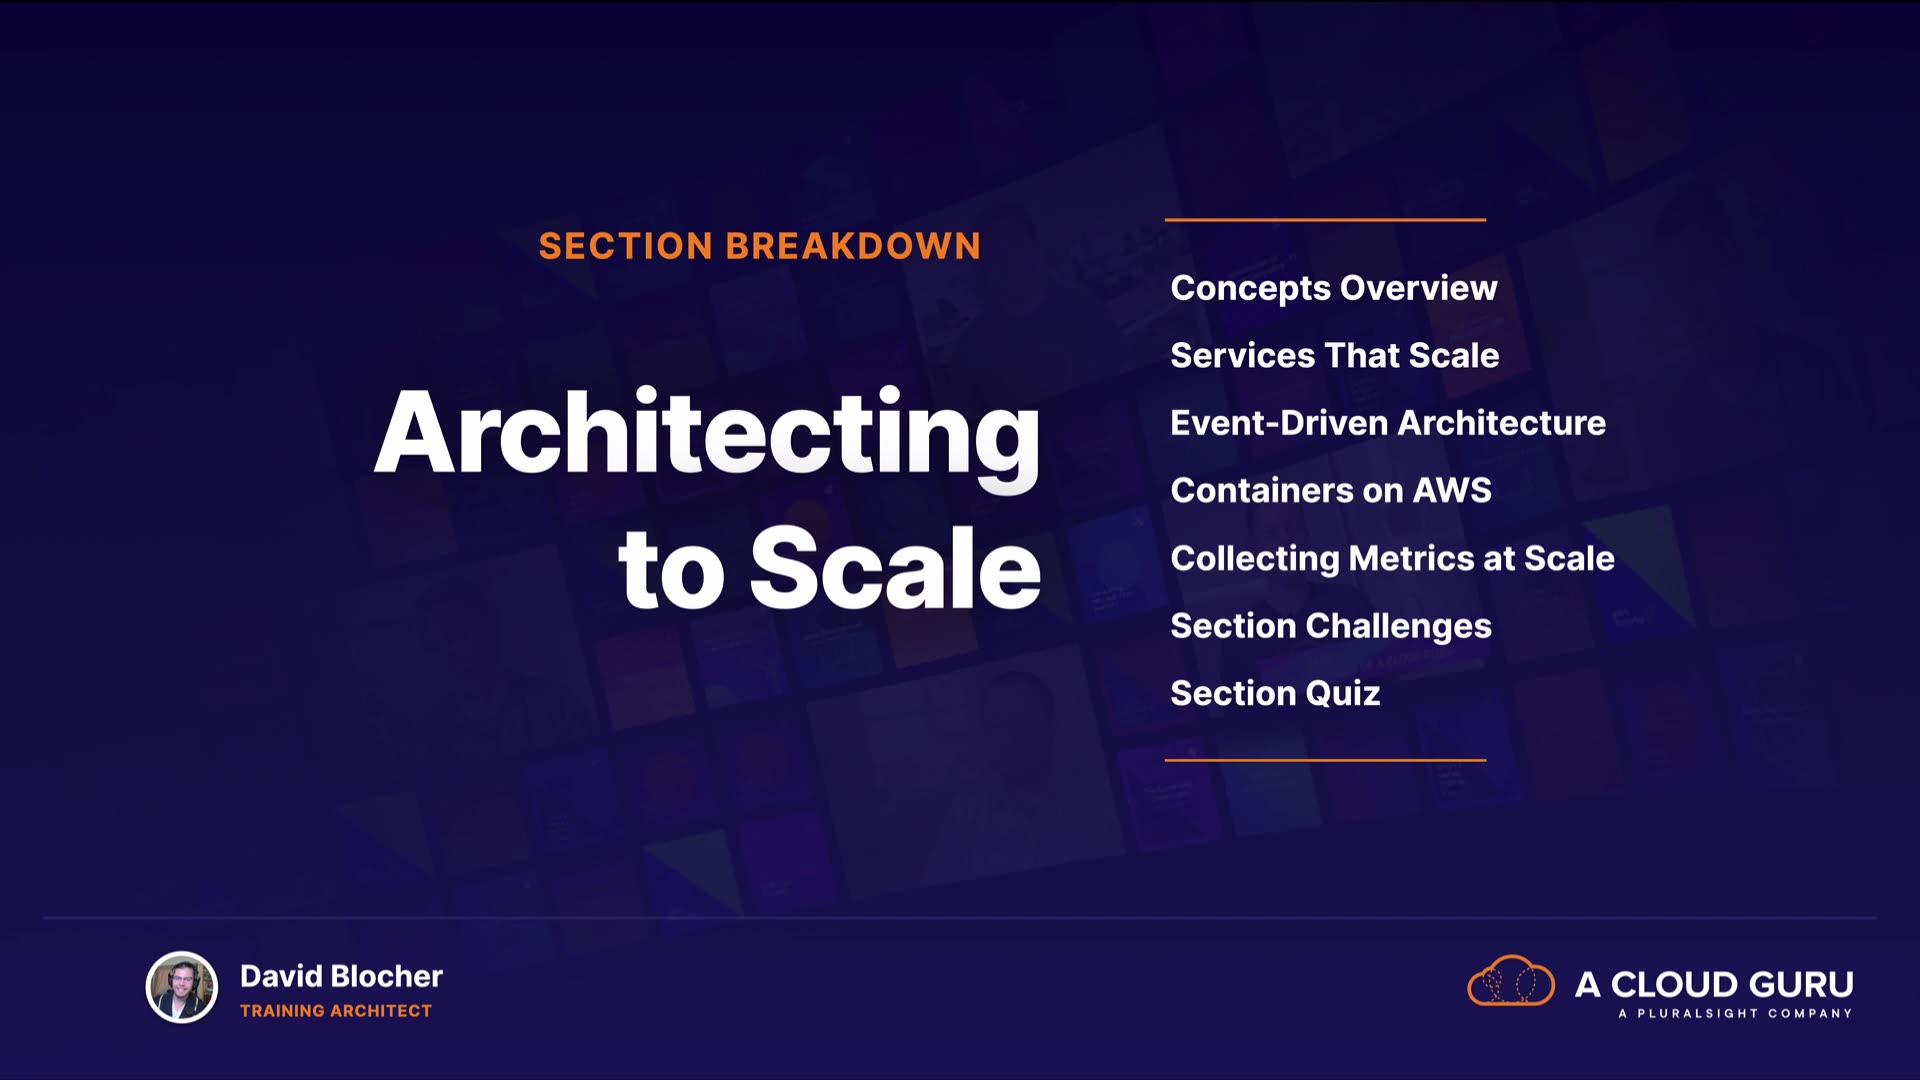 SECTION BREAKDOWN
Architecting
to Scale
Concepts Overview
Services That Scale
Event-Driven Architecture
Containers on AWS
Collecting Metrics at Scale
Section Challenges
Section Quiz
David Blocher
TRAINING ARCHITECT
A CLOUD GURU
A PLURALSIGHT COMPANY